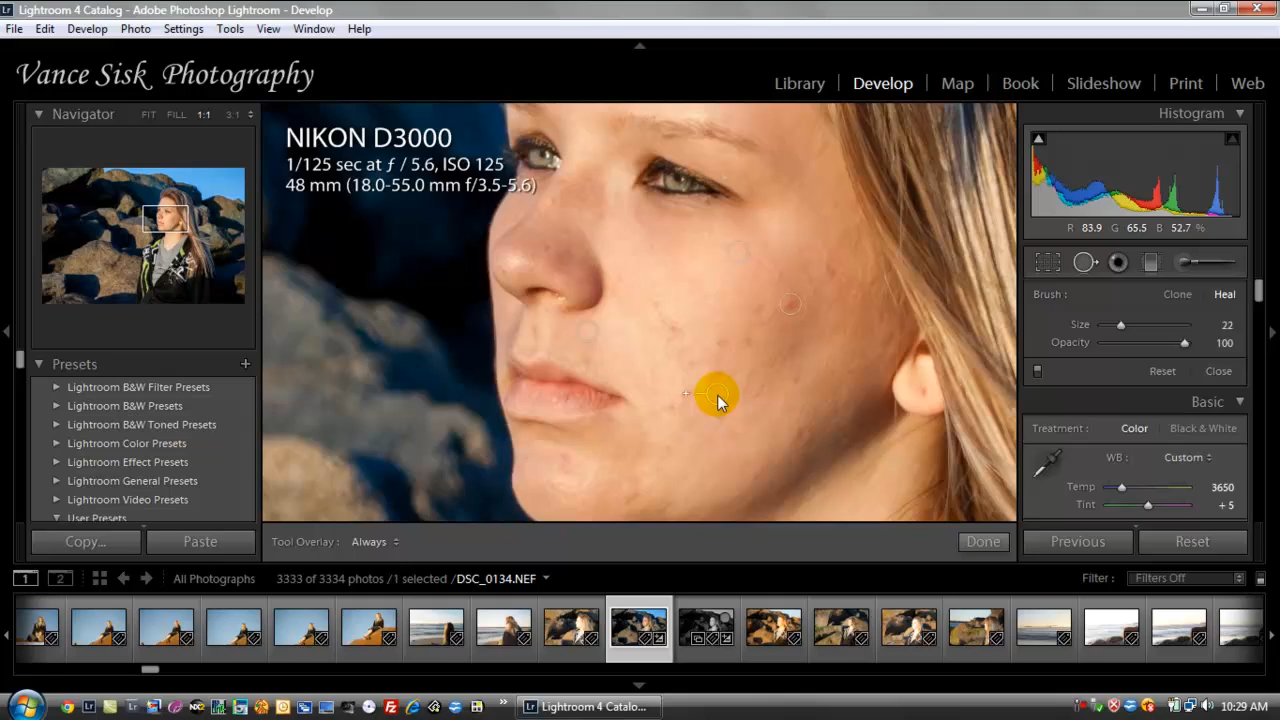 Lightroom 4 Catalog - Adobe Photoshop Lightroom - Develop
File Edit Develop Photo Settings Tools View Window Help
Vance Sisk Photography
Library Develop Map Book Slideshow Print Web
Navigator FIT FILL 1:1 3:1
NIKON D3000
1/125 sec at ƒ / 5.6, ISO 125
48 mm (18.0-55.0 mm f/3.5-5.6)
Histogram
R 83.9 G 65.5 B 52.7 %
Brush : Clone Heal
Size 22
Opacity 100
Reset Close
Presets +
Lightroom B&W Filter Presets
Lightroom B&W Presets
Lightroom B&W Toned Presets
Lightroom Color Presets
Lightroom Effect Presets
Lightroom General Presets
Lightroom Video Presets
User Presets
Basic
Treatment : Color Black & White
WB : Custom
Temp 3650
Tint + 5
Copy... Paste
Tool Overlay : Always Done
Previous Reset
1 2 All Photographs 3333 of 3334 photos / 1 selected / DSC_0134.NEF
Filter : Filters Off
Lightroom 4 Catalo... 10:29 AM